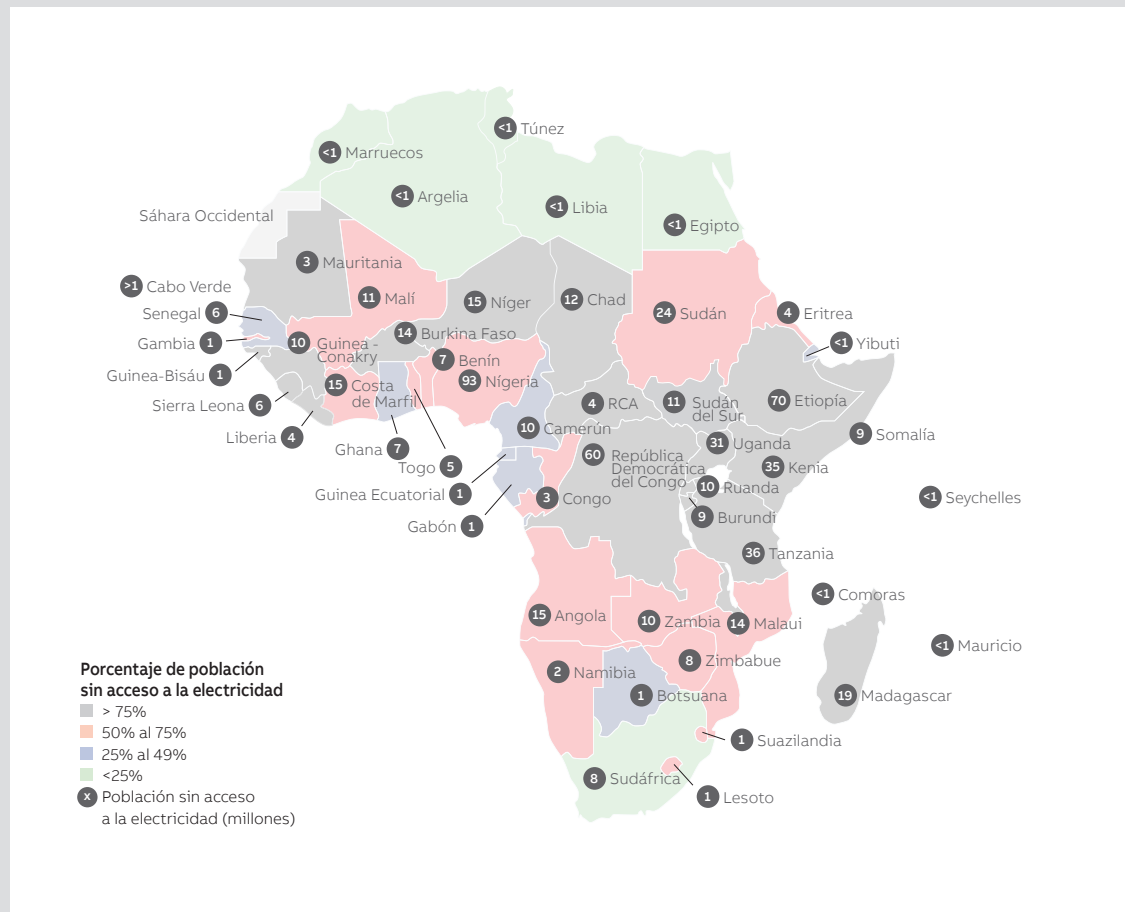 <1 Túnez
<1 Marruecos
<1 Argelia
<1 Libia
Sáhara Occidental
<1 Egipto
3 Mauritania
>1 Cabo Verde
11 Malí
15 Níger
12 Chad
Senegal 6
24 Sudán
4 Eritrea
14 Burkina Faso
Gambia 1
10 Guinea -
Conakry
<1 Yibuti
7 Benín
Guinea-Bisáu 1
93 Nígeria
15 Costa
de Marfil
Sierra Leona 6
4 RCA
11 Sudán
del Sur
70 Etiopía
Liberia 4
10 Camerún
9 Somalía
Ghana 7
31 Uganda
60 República
Democrática
del Congo
Togo 5
35 Kenia
10 Ruanda
Guinea Ecuatorial 1
3 Congo
<1 Seychelles
9 Burundi
Gabón 1
36 Tanzania
<1 Comoras
15 Angola
10 Zambia
14 Malaui
<1 Mauricio
8 Zimbabue
2 Namibia
1 Botsuana
19 Madagascar
1 Suazilandia
8 Sudáfrica
1 Lesoto
Porcentaje de población
sin acceso a la electricidad
> 75%
50% al 75%
25% al 49%
<25%
x Población sin acceso
a la electricidad (millones)